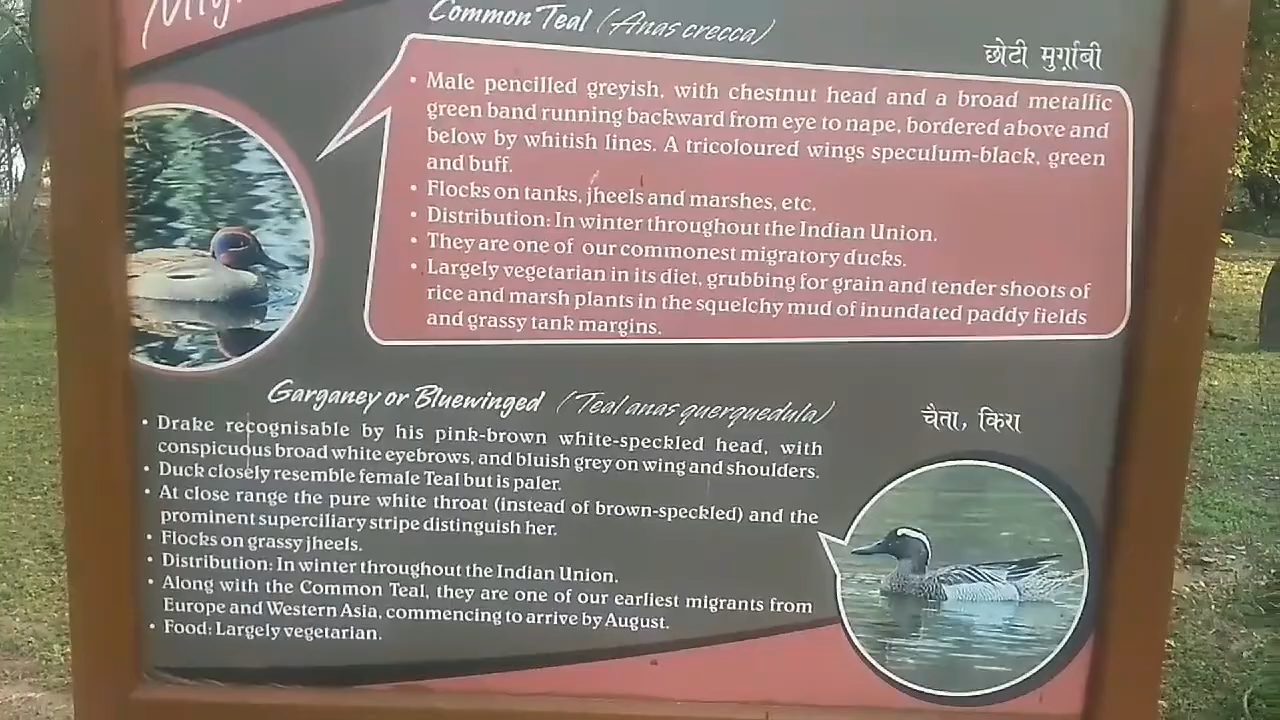 Common Teal (Anas crecca)
छोटी मुर्ग़ाबी
• Male pencilled greyish, with chestnut head and a broad metallic
green band running backward from eye to nape, bordered above and
below by whitish lines. A tricoloured wings speculum-black, green
and buff.
• Flocks on tanks, jheels and marshes, etc.
• Distribution: In winter throughout the Indian Union.
• They are one of our commonest migratory ducks.
• Largely vegetarian in its diet, grubbing for grain and tender shoots of
rice and marsh plants in the squelchy mud of inundated paddy fields
and grassy tank margins.
Garganey or Bluewinged (Teal anas querquedula)
चैता, किरा
• Drake recognisable by his pink-brown white-speckled head, with
conspicuous broad white eyebrows, and bluish grey on wing and shoulders.
• Duck closely resemble female Teal but is paler.
• At close range the pure white throat (instead of brown-speckled) and the
prominent superciliary stripe distinguish her.
• Flocks on grassy jheels.
• Distribution: In winter throughout the Indian Union.
• Along with the Common Teal, they are one of our earliest migrants from
Europe and Western Asia, commencing to arrive by August.
• Food: Largely vegetarian.